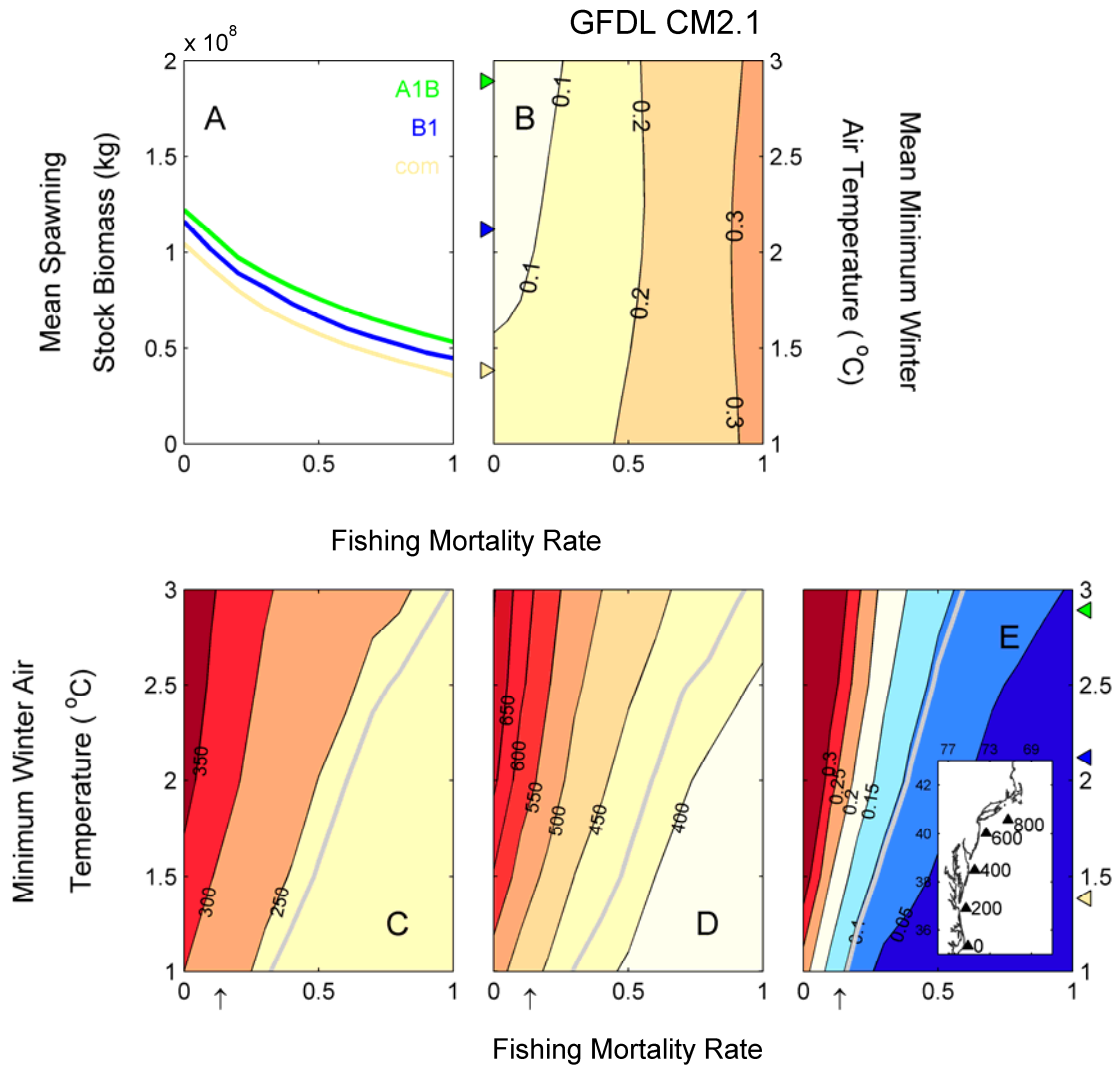 GFDL CM2.1
x 10^8
2
1.5
1
0.5
0
Mean Spawning
Stock Biomass (kg)
A
A1B
B1
com
0 0.5 1
B
0.1
0.1
0.2
0.2
0.3
0.3
0 0.5 1
3
2.5
2
1.5
1
Mean Minimum Winter
Air Temperature ( °C)
Fishing Mortality Rate
Minimum Winter Air
Temperature ( °C)
3
2.5
2
1.5
1
350
300
250
C
0 ↑ 0.5 1
650
600
550
500
450
400
D
0 ↑ 0.5 1
E
0.3
0.25
0.2
0.15
0.1
0.05
77 73 69
42
40
38
36
800
600
400
200
0
0 ↑ 0.5 1
3
2.5
2
1.5
1
Fishing Mortality Rate